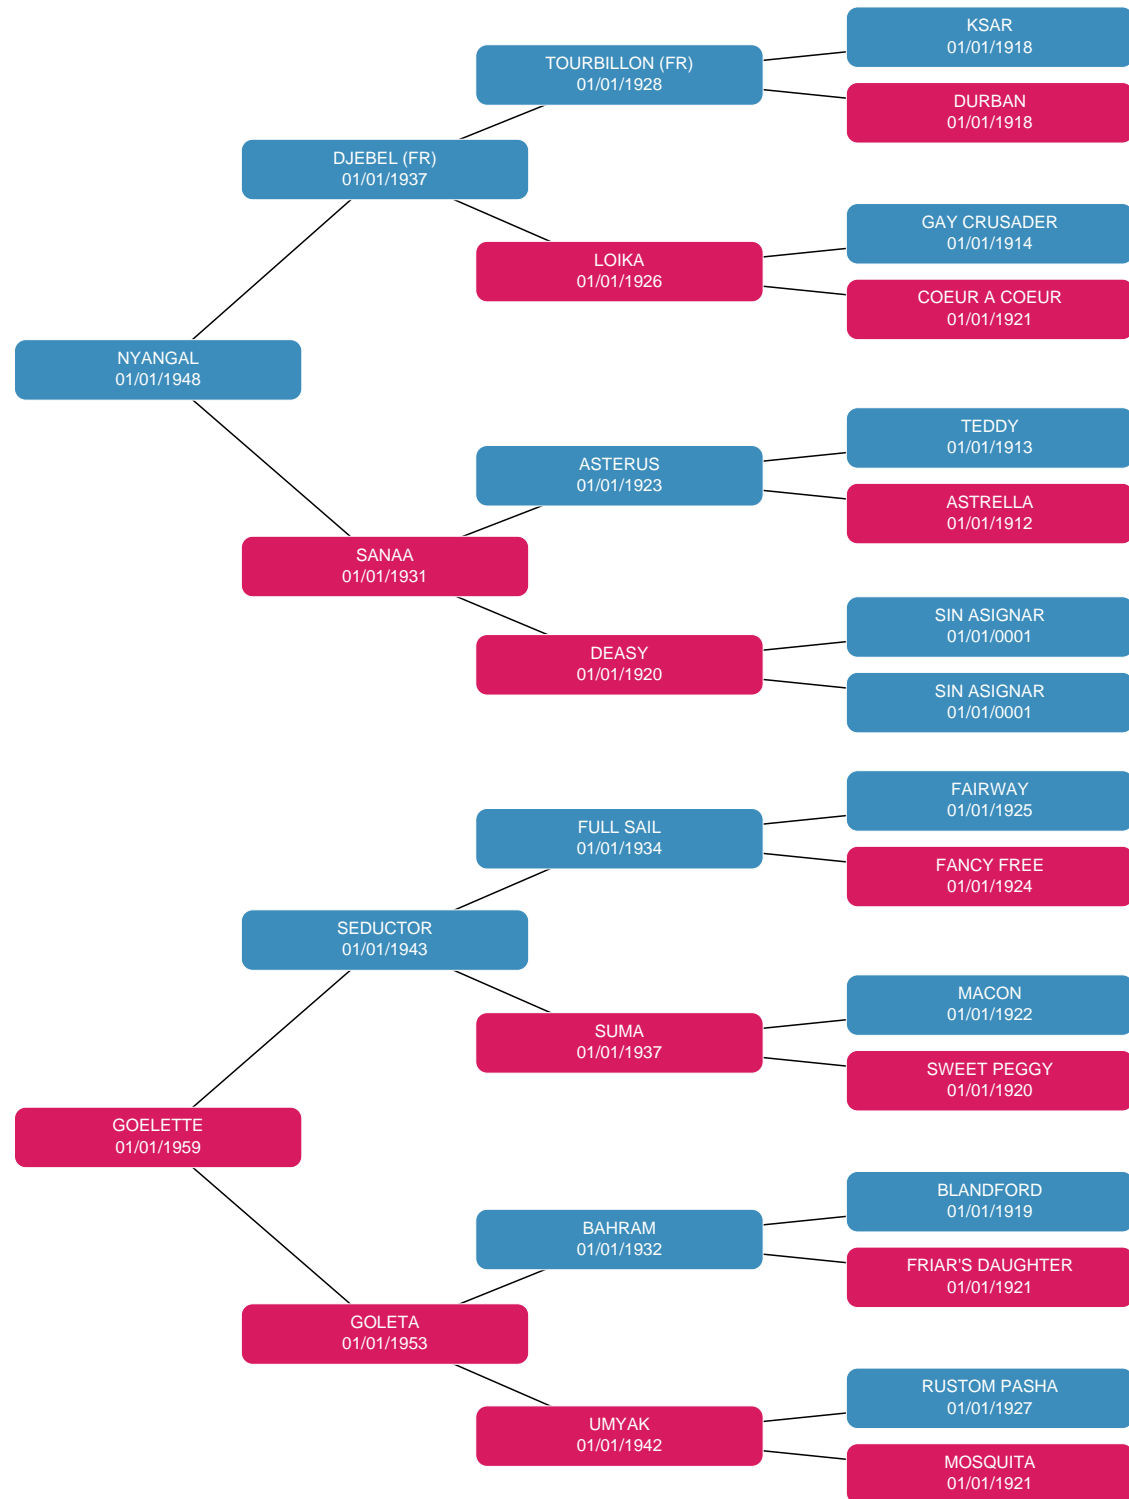 KSAR
01/01/1918
TOURBILLON (FR)
01/01/1928
DURBAN
01/01/1918
DJEBEL (FR)
01/01/1937
GAY CRUSADER
01/01/1914
LOIKA
01/01/1926
COEUR A COEUR
01/01/1921
NYANGAL
01/01/1948
TEDDY
01/01/1913
ASTERUS
01/01/1923
ASTRELLA
01/01/1912
SANAA
01/01/1931
SIN ASIGNAR
01/01/0001
DEASY
01/01/1920
SIN ASIGNAR
01/01/0001
FAIRWAY
01/01/1925
FULL SAIL
01/01/1934
FANCY FREE
01/01/1924
SEDUCTOR
01/01/1943
MACON
01/01/1922
SUMA
01/01/1937
SWEET PEGGY
01/01/1920
GOELETTE
01/01/1959
BLANDFORD
01/01/1919
BAHRAM
01/01/1932
FRIAR'S DAUGHTER
01/01/1921
GOLETA
01/01/1953
RUSTOM PASHA
01/01/1927
UMYAK
01/01/1942
MOSQUITA
01/01/1921